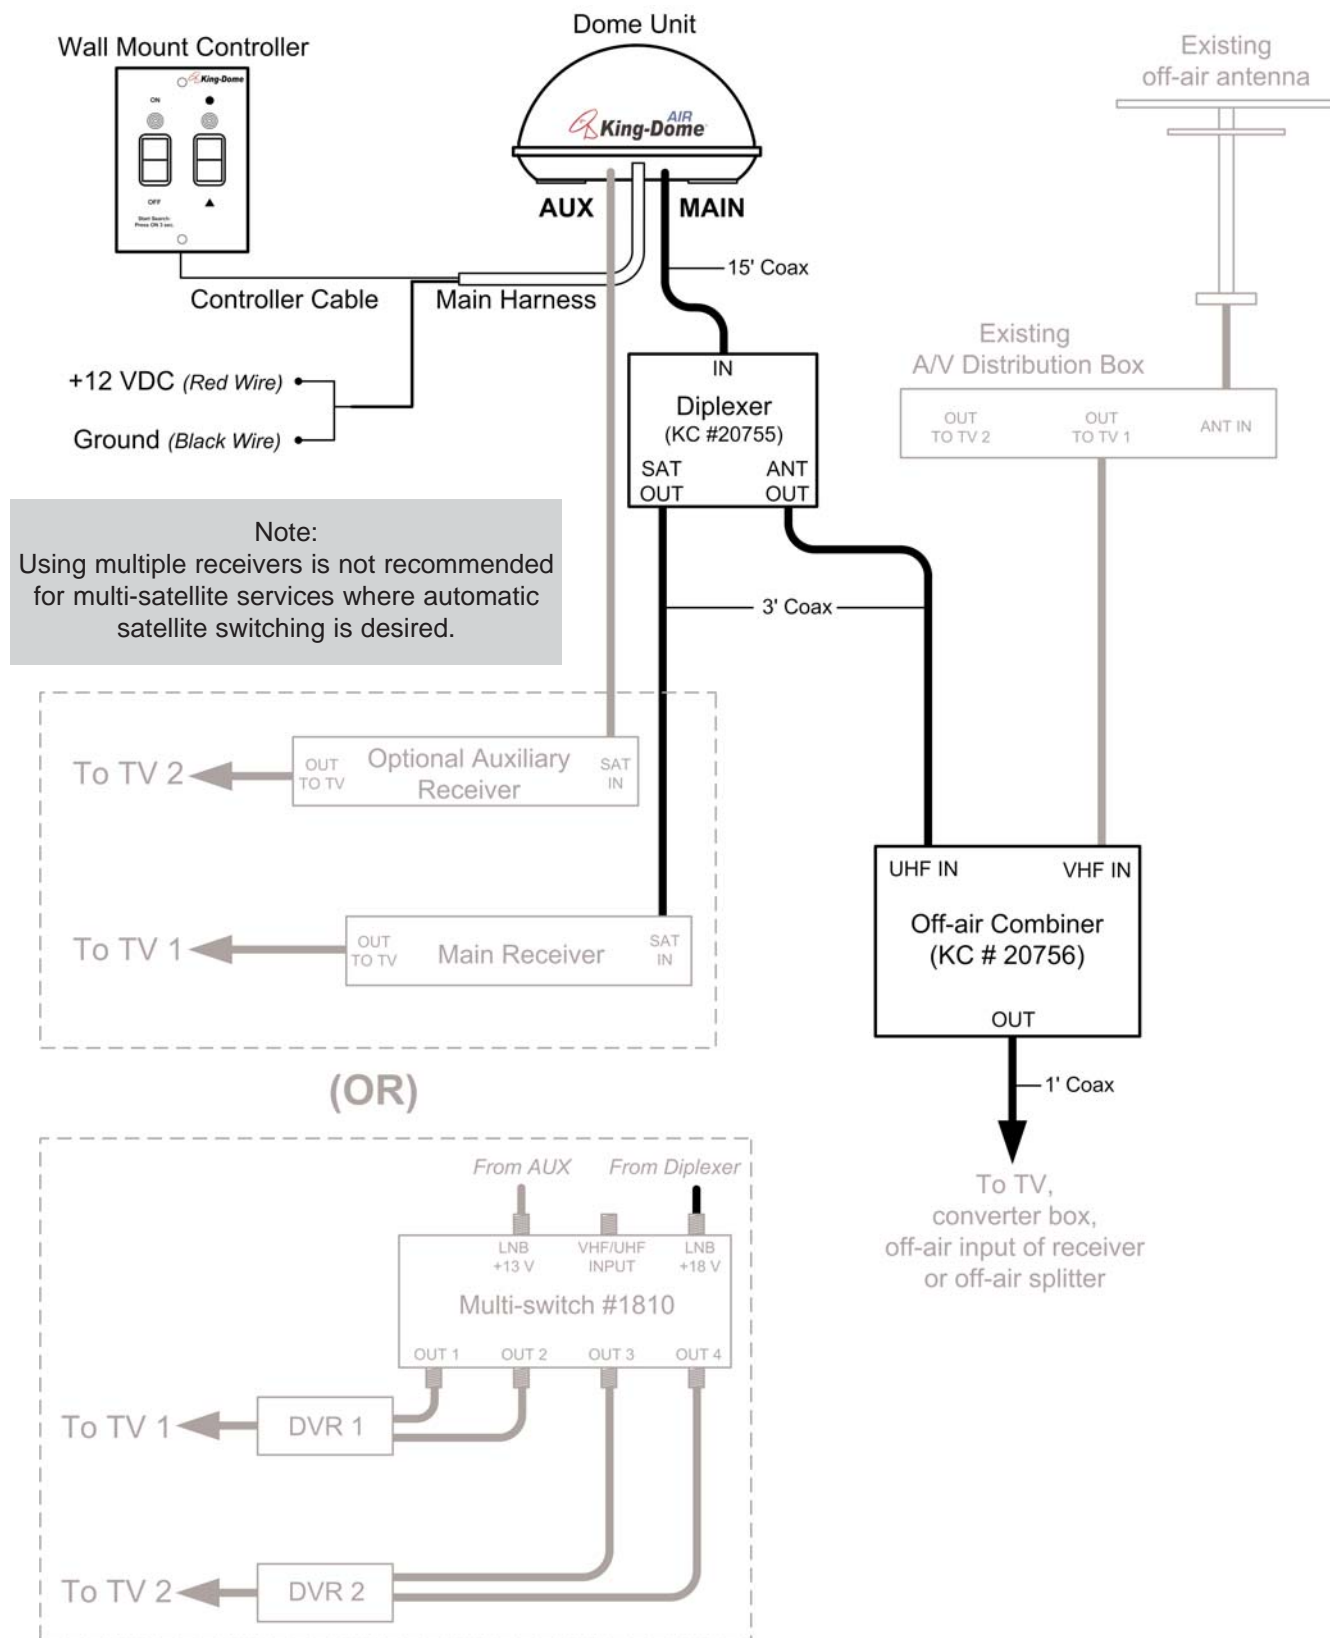 Dome Unit
Wall Mount Controller
King-Dome
ON
OFF
Start Search:
Press ON 3 sec.
AIR
King-Dome
AUX
MAIN
Existing
off-air antenna
15' Coax
Controller Cable
Main Harness
+12 VDC (Red Wire)
Ground (Black Wire)
IN
Diplexer
(KC #20755)
SAT
OUT
ANT
OUT
Existing
A/V Distribution Box
OUT
TO TV 2
OUT
TO TV 1
ANT IN
Note:
Using multiple receivers is not recommended
for multi-satellite services where automatic
satellite switching is desired.
3' Coax
To TV 2
OUT
TO TV
Optional Auxiliary
Receiver
SAT
IN
To TV 1
OUT
TO TV
Main Receiver
SAT
IN
UHF IN
VHF IN
Off-air Combiner
(KC # 20756)
OUT
1' Coax
To TV,
converter box,
off-air input of receiver
or off-air splitter
(OR)
From AUX
From Diplexer
LNB
+13 V
VHF/UHF
INPUT
LNB
+18 V
Multi-switch #1810
OUT 1
OUT 2
OUT 3
OUT 4
To TV 1
DVR 1
To TV 2
DVR 2